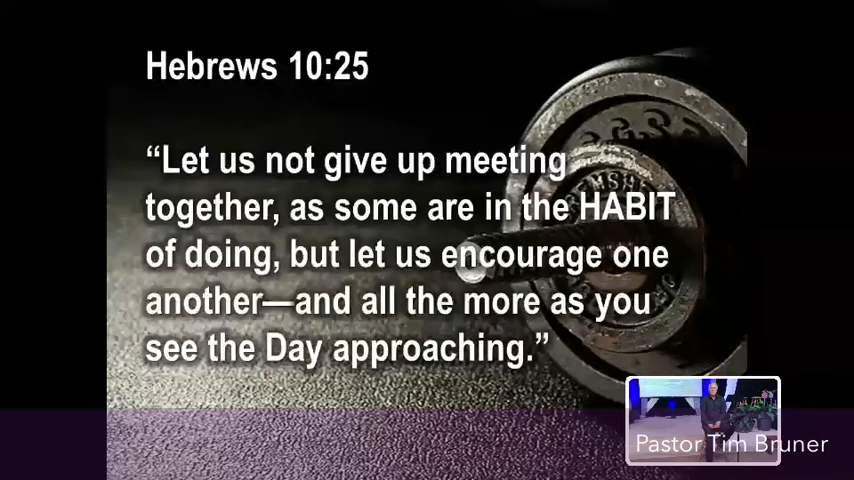 Hebrews 10:25
“Let us not give up meeting
together, as some are in the HABIT
of doing, but let us encourage one
another—and all the more as you
see the Day approaching.”
Pastor Tim Bruner